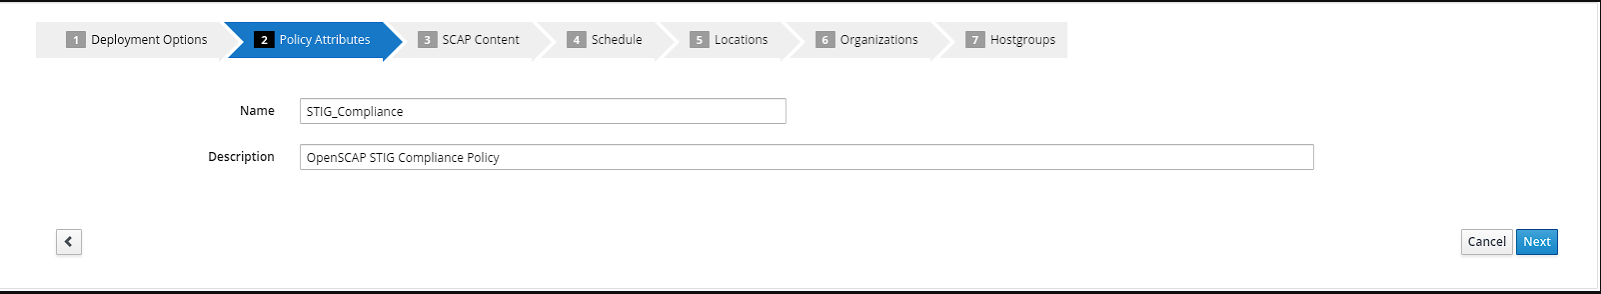 1 Deployment Options 2 Policy Attributes 3 SCAP Content 4 Schedule 5 Locations 6 Organizations 7 Hostgroups
Name STIG_Compliance
Description OpenSCAP STIG Compliance Policy
Cancel Next